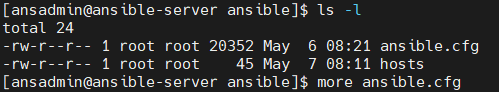 [ansadmin@ansible-server ansible]$ ls -l
total 24
-rw-r--r-- 1 root root 20352 May  6 08:21 ansible.cfg
-rw-r--r-- 1 root root    45 May  7 08:11 hosts
[ansadmin@ansible-server ansible]$ more ansible.cfg